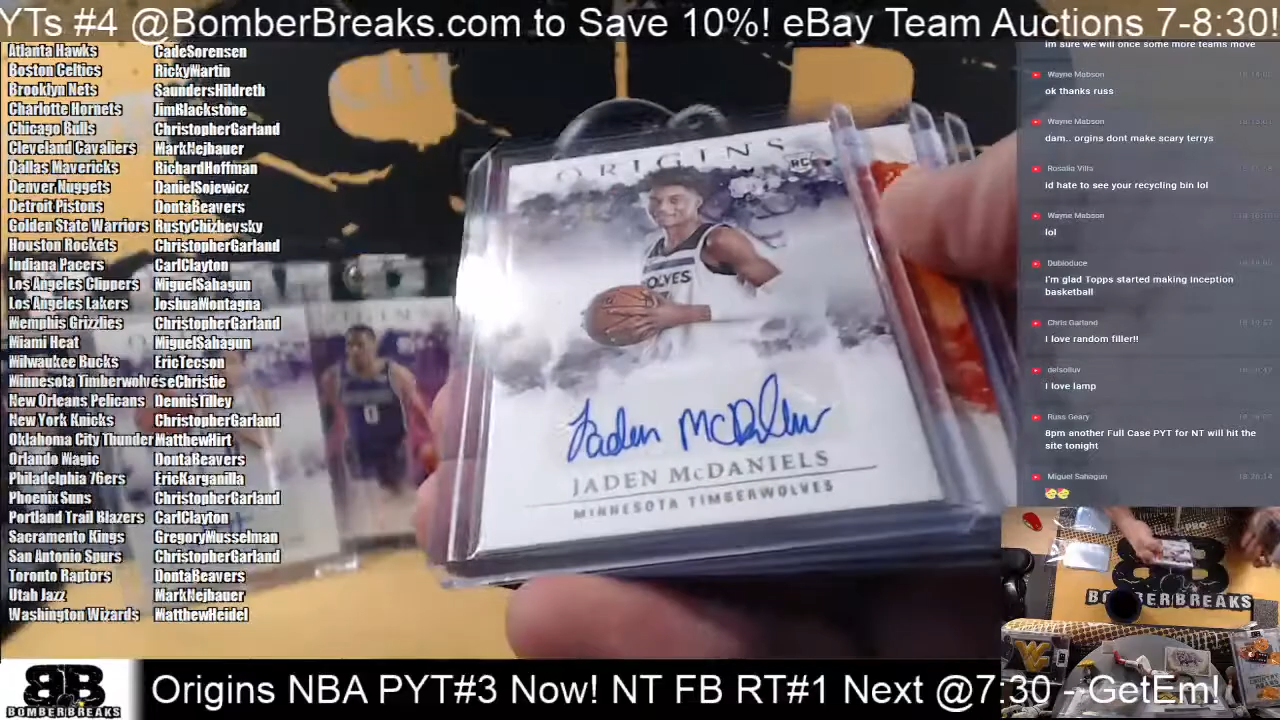 YTs #4 @BomberBreaks.com to Save 10%! eBay Team Auctions 7-8:30!
Atlanta Hawks CadeSorensen
Boston Celtics RickyMartin
Brooklyn Nets SaundersHildreth
Charlotte Hornets JimBlackstone
Chicago Bulls ChristopherGarland
Cleveland Cavaliers MarkNejbauer
Dallas Mavericks RichardHoffman
Denver Nuggets DanielSojewicz
Detroit Pistons DontaBeavers
Golden State Warriors RustyChizhevsky
Houston Rockets ChristopherGarland
Indiana Pacers CarlClayton
Los Angeles Clippers MiguelSahagun
Los Angeles Lakers JoshuaMontagna
Memphis Grizzlies ChristopherGarland
Miami Heat MiguelSahagun
Milwaukee Bucks EricTecson
Minnesota Timberwolves eChristie
New Orleans Pelicans DennisTilley
New York Knicks ChristopherGarland
Oklahoma City Thunder MatthewHirt
Orlando Magic DontaBeavers
Philadelphia 76ers EricKarganilla
Phoenix Suns ChristopherGarland
Portland Trail Blazers CarlClayton
Sacramento Kings GregoryMusselman
San Antonio Spurs ChristopherGarland
Toronto Raptors DontaBeavers
Utah Jazz MarkNejbauer
Washington Wizards MatthewHeidel
ORIGINS
RC
WOLVES
Jaden McDaniels
JADEN McDANIELS
MINNESOTA TIMBERWOLVES
0
im sure we will once some more teams move
Wayne Mabson
ok thanks russ
Wayne Mabson
dam.. orgins dont make scary terrys
Rosalia Villa
id hate to see your recycling bin lol
Wayne Mabson
lol
Dubloduce
I'm glad Topps started making inception
basketball
Chris Garland
I love random filler!!
delsolluv
I love lamp
Russ Geary
8pm another Full Case PYT for NT will hit the
site tonight
Miguel Sahagun
BOMBERBREAKS
BB
BOMBERBREAKS
Origins NBA PYT#3 Now! NT FB RT#1 Next @7:30 - GetEm!